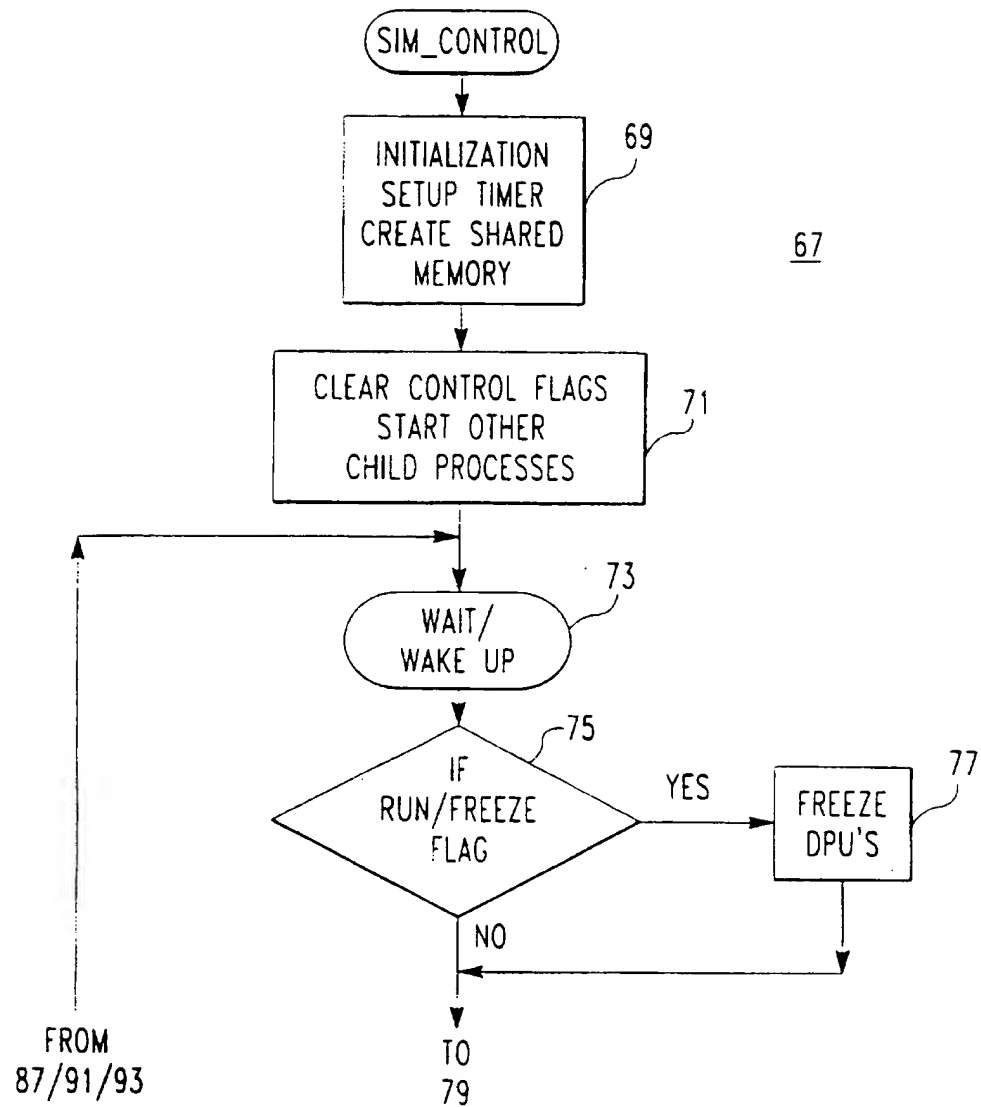 SIM_CONTROL
INITIALIZATION
SETUP TIMER
CREATE SHARED
MEMORY
69
67
CLEAR CONTROL FLAGS
START OTHER
CHILD PROCESSES
71
WAIT/
WAKE UP
73
IF
RUN/FREEZE
FLAG
75
YES
FREEZE
DPU'S
77
NO
FROM
87/91/93
TO
79